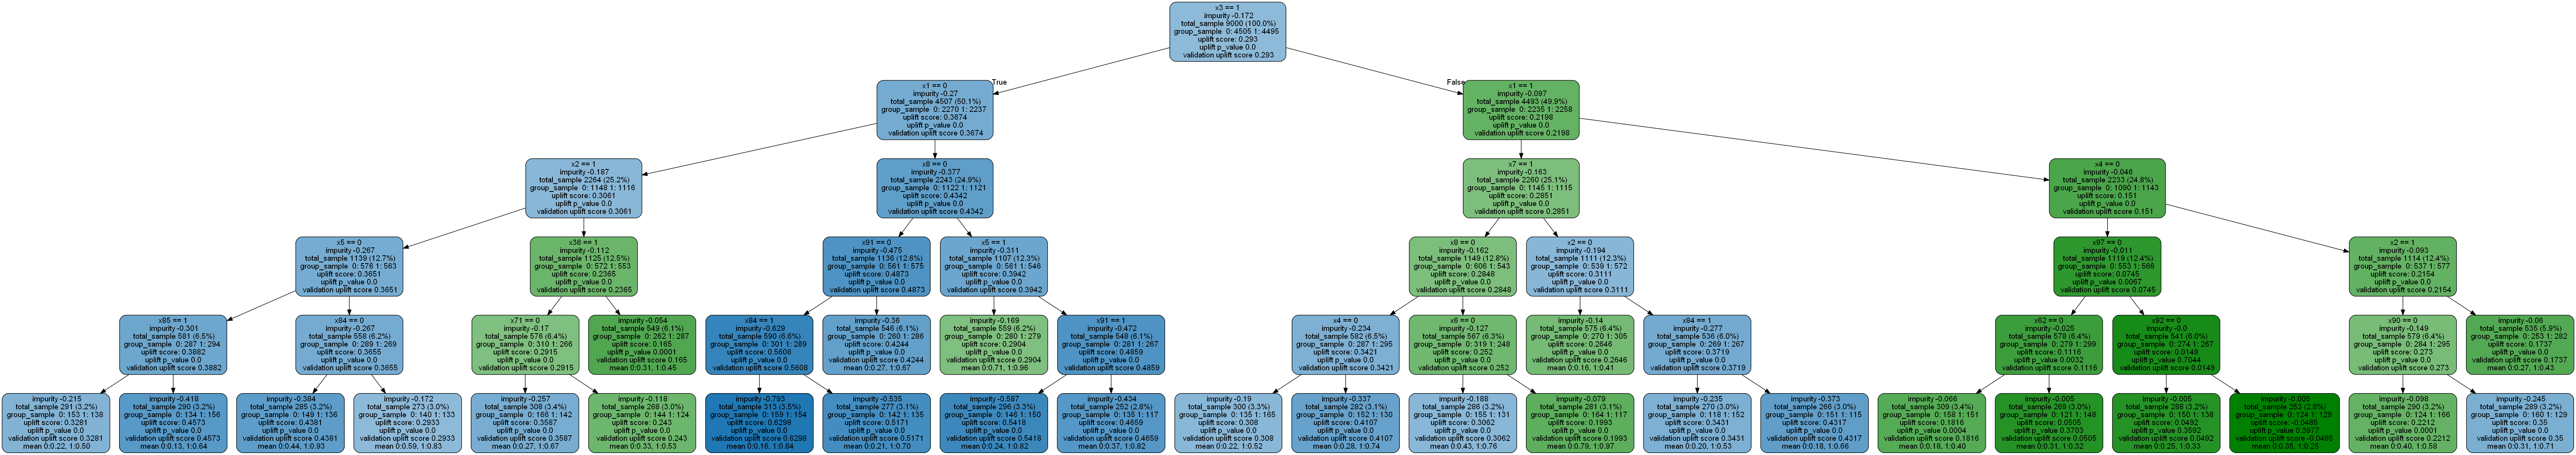 x3 == 1
impurity -0.172
total_sample 9000 (100.0%)
group_sample 0: 4505 1: 4495
uplift score: 0.293
uplift p_value 0.0
validation uplift score 0.293
True
False
x1 == 0
impurity -0.27
total_sample 4507 (50.1%)
group_sample 0: 2270 1: 2237
uplift score: 0.3674
uplift p_value 0.0
validation uplift score 0.3674
x1 == 1
impurity -0.097
total_sample 4493 (49.9%)
group_sample 0: 2235 1: 2258
uplift score: 0.2198
uplift p_value 0.0
validation uplift score 0.2198
x2 == 1
impurity -0.187
total_sample 2264 (25.2%)
group_sample 0: 1148 1: 1116
uplift score: 0.3061
uplift p_value 0.0
validation uplift score 0.3061
x8 == 0
impurity -0.377
total_sample 2243 (24.9%)
group_sample 0: 1122 1: 1121
uplift score: 0.4342
uplift p_value 0.0
validation uplift score 0.4342
x7 == 1
impurity -0.163
total_sample 2260 (25.1%)
group_sample 0: 1145 1: 1115
uplift score: 0.2851
uplift p_value 0.0
validation uplift score 0.2851
x4 == 0
impurity -0.046
total_sample 2233 (24.8%)
group_sample 0: 1090 1: 1143
uplift score: 0.151
uplift p_value 0.0
validation uplift score 0.151
x5 == 0
impurity -0.267
total_sample 1139 (12.7%)
group_sample 0: 576 1: 563
uplift score: 0.3651
uplift p_value 0.0
validation uplift score 0.3651
x36 == 1
impurity -0.112
total_sample 1125 (12.5%)
group_sample 0: 572 1: 553
uplift score: 0.2365
uplift p_value 0.0
validation uplift score 0.2365
x91 == 0
impurity -0.475
total_sample 1136 (12.6%)
group_sample 0: 561 1: 575
uplift score: 0.4873
uplift p_value 0.0
validation uplift score 0.4873
x5 == 1
impurity -0.311
total_sample 1107 (12.3%)
group_sample 0: 561 1: 546
uplift score: 0.3942
uplift p_value 0.0
validation uplift score 0.3942
x8 == 0
impurity -0.162
total_sample 1149 (12.8%)
group_sample 0: 606 1: 543
uplift score: 0.2848
uplift p_value 0.0
validation uplift score 0.2848
x2 == 0
impurity -0.194
total_sample 1111 (12.3%)
group_sample 0: 539 1: 572
uplift score: 0.3111
uplift p_value 0.0
validation uplift score 0.3111
x97 == 0
impurity -0.011
total_sample 1119 (12.4%)
group_sample 0: 553 1: 566
uplift score: 0.0745
uplift p_value 0.0067
validation uplift score 0.0745
x2 == 1
impurity -0.093
total_sample 1114 (12.4%)
group_sample 0: 537 1: 577
uplift score: 0.2154
uplift p_value 0.0
validation uplift score 0.2154
x85 == 1
impurity -0.301
total_sample 581 (6.5%)
group_sample 0: 287 1: 294
uplift score: 0.3882
uplift p_value 0.0
validation uplift score 0.3882
x84 == 0
impurity -0.267
total_sample 558 (6.2%)
group_sample 0: 289 1: 269
uplift score: 0.3655
uplift p_value 0.0
validation uplift score 0.3655
x71 == 0
impurity -0.17
total_sample 576 (6.4%)
group_sample 0: 310 1: 266
uplift score: 0.2915
uplift p_value 0.0
validation uplift score 0.2915
impurity -0.054
total_sample 549 (6.1%)
group_sample 0: 262 1: 287
uplift score: 0.165
uplift p_value 0.0001
validation uplift score 0.165
mean 0:0.31, 1:0.45
x84 == 1
impurity -0.629
total_sample 590 (6.6%)
group_sample 0: 301 1: 289
uplift score: 0.5608
uplift p_value 0.0
validation uplift score 0.5608
impurity -0.36
total_sample 546 (6.1%)
group_sample 0: 260 1: 286
uplift score: 0.4244
uplift p_value 0.0
validation uplift score 0.4244
mean 0:0.27, 1:0.67
impurity -0.169
total_sample 559 (6.2%)
group_sample 0: 280 1: 279
uplift score: 0.2904
uplift p_value 0.0
validation uplift score 0.2904
mean 0:0.71, 1:0.96
x91 == 1
impurity -0.472
total_sample 548 (6.1%)
group_sample 0: 281 1: 267
uplift score: 0.4859
uplift p_value 0.0
validation uplift score 0.4859
x4 == 0
impurity -0.234
total_sample 582 (6.5%)
group_sample 0: 287 1: 295
uplift score: 0.3421
uplift p_value 0.0
validation uplift score 0.3421
x6 == 0
impurity -0.127
total_sample 567 (6.3%)
group_sample 0: 319 1: 248
uplift score: 0.252
uplift p_value 0.0
validation uplift score 0.252
impurity -0.14
total_sample 575 (6.4%)
group_sample 0: 270 1: 305
uplift score: 0.2646
uplift p_value 0.0
validation uplift score 0.2646
mean 0:0.16, 1:0.41
x84 == 1
impurity -0.277
total_sample 536 (6.0%)
group_sample 0: 269 1: 267
uplift score: 0.3719
uplift p_value 0.0
validation uplift score 0.3719
x62 == 0
impurity -0.025
total_sample 578 (6.4%)
group_sample 0: 279 1: 299
uplift score: 0.1116
uplift p_value 0.0032
validation uplift score 0.1116
x92 == 0
impurity -0.0
total_sample 541 (6.0%)
group_sample 0: 274 1: 267
uplift score: 0.0149
uplift p_value 0.7044
validation uplift score 0.0149
x90 == 0
impurity -0.149
total_sample 579 (6.4%)
group_sample 0: 284 1: 295
uplift score: 0.273
uplift p_value 0.0
validation uplift score 0.273
impurity -0.06
total_sample 535 (5.9%)
group_sample 0: 253 1: 282
uplift score: 0.1737
uplift p_value 0.0
validation uplift score 0.1737
mean 0:0.27, 1:0.43
impurity -0.215
total_sample 291 (3.2%)
group_sample 0: 153 1: 138
uplift score: 0.3281
uplift p_value 0.0
validation uplift score 0.3281
mean 0:0.22, 1:0.50
impurity -0.418
total_sample 290 (3.2%)
group_sample 0: 134 1: 156
uplift score: 0.4573
uplift p_value 0.0
validation uplift score 0.4573
mean 0:0.13, 1:0.64
impurity -0.384
total_sample 285 (3.2%)
group_sample 0: 149 1: 136
uplift score: 0.4381
uplift p_value 0.0
validation uplift score 0.4381
mean 0:0.44, 1:0.93
impurity -0.172
total_sample 273 (3.0%)
group_sample 0: 140 1: 133
uplift score: 0.2933
uplift p_value 0.0
validation uplift score 0.2933
mean 0:0.59, 1:0.83
impurity -0.257
total_sample 308 (3.4%)
group_sample 0: 166 1: 142
uplift score: 0.3587
uplift p_value 0.0
validation uplift score 0.3587
mean 0:0.27, 1:0.67
impurity -0.118
total_sample 268 (3.0%)
group_sample 0: 144 1: 124
uplift score: 0.243
uplift p_value 0.0
validation uplift score 0.243
mean 0:0.33, 1:0.53
impurity -0.793
total_sample 313 (3.5%)
group_sample 0: 159 1: 154
uplift score: 0.6298
uplift p_value 0.0
validation uplift score 0.6298
mean 0:0.16, 1:0.84
impurity -0.535
total_sample 277 (3.1%)
group_sample 0: 142 1: 135
uplift score: 0.5171
uplift p_value 0.0
validation uplift score 0.5171
mean 0:0.21, 1:0.70
impurity -0.587
total_sample 296 (3.3%)
group_sample 0: 146 1: 150
uplift score: 0.5418
uplift p_value 0.0
validation uplift score 0.5418
mean 0:0.24, 1:0.82
impurity -0.434
total_sample 252 (2.8%)
group_sample 0: 135 1: 117
uplift score: 0.4659
uplift p_value 0.0
validation uplift score 0.4659
mean 0:0.37, 1:0.82
impurity -0.19
total_sample 300 (3.3%)
group_sample 0: 135 1: 165
uplift score: 0.308
uplift p_value 0.0
validation uplift score 0.308
mean 0:0.22, 1:0.52
impurity -0.337
total_sample 282 (3.1%)
group_sample 0: 152 1: 130
uplift score: 0.4107
uplift p_value 0.0
validation uplift score 0.4107
mean 0:0.28, 1:0.74
impurity -0.188
total_sample 286 (3.2%)
group_sample 0: 155 1: 131
uplift score: 0.3062
uplift p_value 0.0
validation uplift score 0.3062
mean 0:0.43, 1:0.76
impurity -0.079
total_sample 281 (3.1%)
group_sample 0: 164 1: 117
uplift score: 0.1993
uplift p_value 0.0
validation uplift score 0.1993
mean 0:0.79, 1:0.97
impurity -0.235
total_sample 270 (3.0%)
group_sample 0: 118 1: 152
uplift score: 0.3431
uplift p_value 0.0
validation uplift score 0.3431
mean 0:0.20, 1:0.53
impurity -0.373
total_sample 266 (3.0%)
group_sample 0: 151 1: 115
uplift score: 0.4317
uplift p_value 0.0
validation uplift score 0.4317
mean 0:0.18, 1:0.66
impurity -0.066
total_sample 309 (3.4%)
group_sample 0: 158 1: 151
uplift score: 0.1816
uplift p_value 0.0004
validation uplift score 0.1816
mean 0:0.18, 1:0.40
impurity -0.005
total_sample 269 (3.0%)
group_sample 0: 121 1: 148
uplift score: 0.0505
uplift p_value 0.3703
validation uplift score 0.0505
mean 0:0.31, 1:0.32
impurity -0.005
total_sample 288 (3.2%)
group_sample 0: 150 1: 138
uplift score: 0.0492
uplift p_value 0.3592
validation uplift score 0.0492
mean 0:0.25, 1:0.33
impurity -0.005
total_sample 253 (2.8%)
group_sample 0: 124 1: 129
uplift score: -0.0485
uplift p_value 0.3977
validation uplift score -0.0485
mean 0:0.35, 1:0.25
impurity -0.098
total_sample 290 (3.2%)
group_sample 0: 124 1: 166
uplift score: 0.2212
uplift p_value 0.0001
validation uplift score 0.2212
mean 0:0.40, 1:0.58
impurity -0.245
total_sample 289 (3.2%)
group_sample 0: 160 1: 129
uplift score: 0.35
uplift p_value 0.0
validation uplift score 0.35
mean 0:0.31, 1:0.71